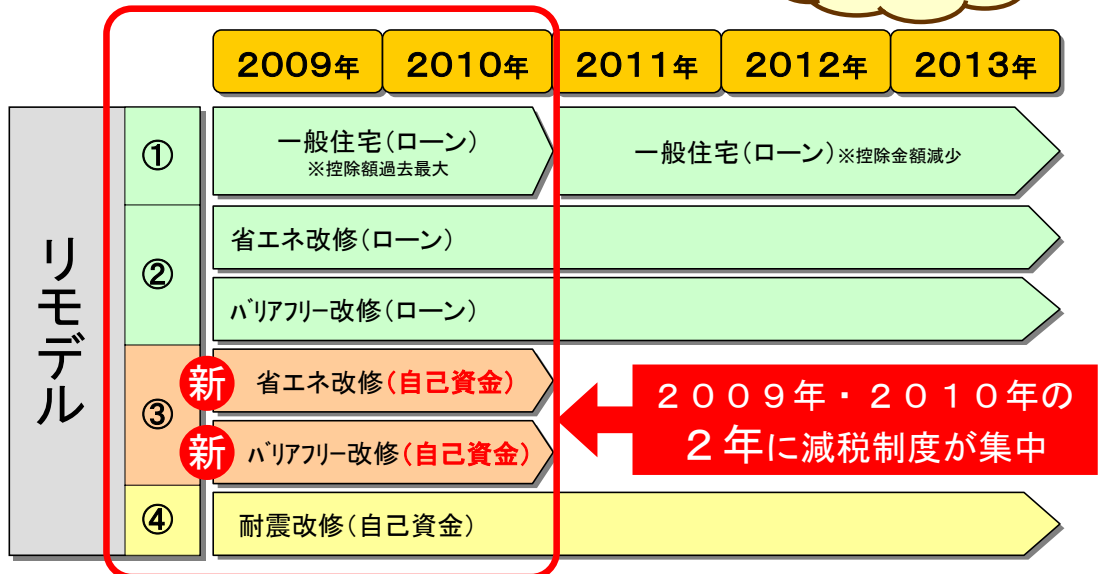 2009年 2010年 2011年 2012年 2013年
リモデル
①
一般住宅(ローン)
※控除額過去最大
一般住宅(ローン)※控除金額減少
②
省エネ改修(ローン)
バリアフリー改修(ローン)
③
新 省エネ改修(自己資金)
新 バリアフリー改修(自己資金)
2009年・2010年の
2年に減税制度が集中
④
耐震改修(自己資金)